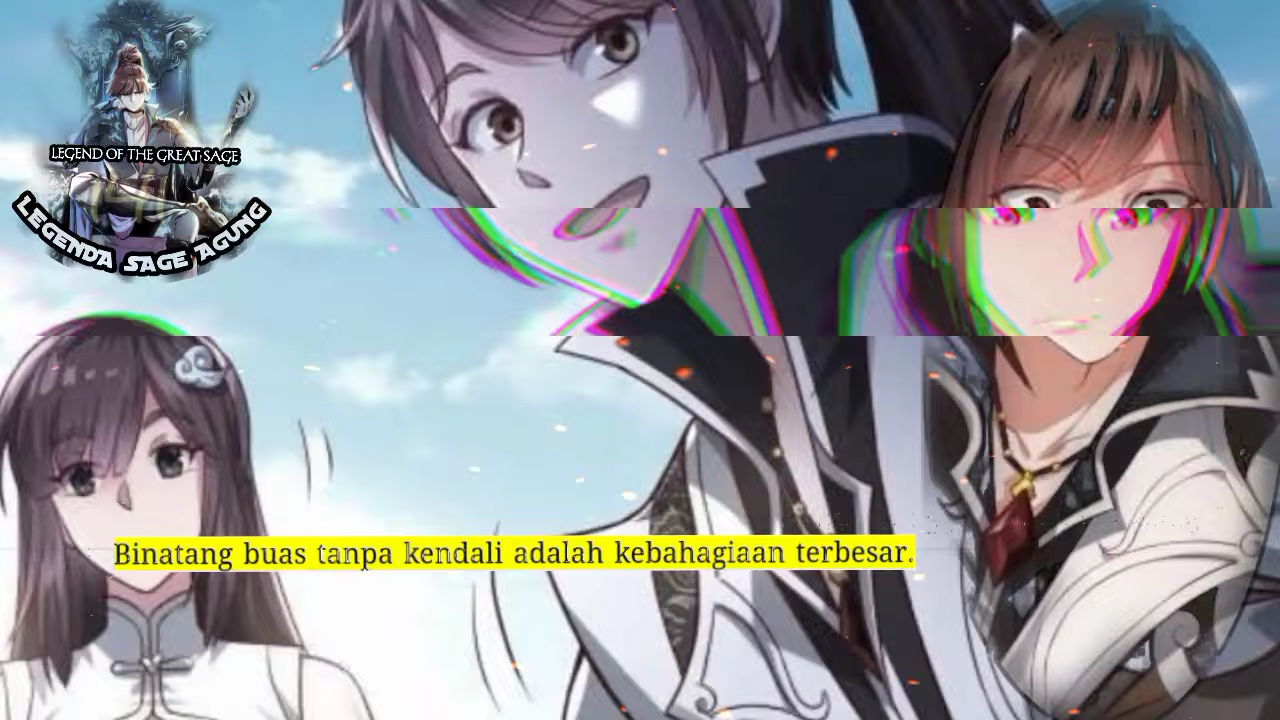 LEGEND OF THE GREAT SAGE
LEGENDA SAGE AGUNG
Binatang buas tanpa kendali adalah kebahagiaan terbesar.